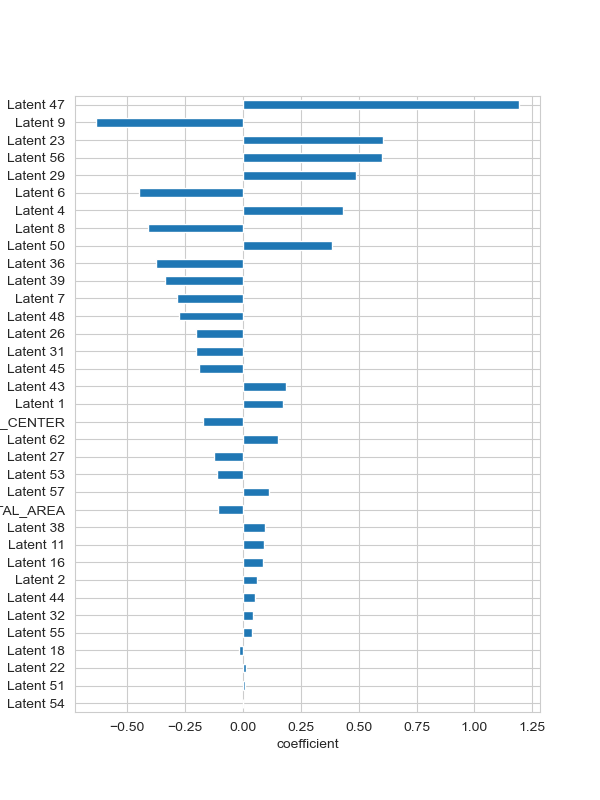 Latent 47
Latent 9
Latent 23
Latent 56
Latent 29
Latent 6
Latent 4
Latent 8
Latent 50
Latent 36
Latent 39
Latent 7
Latent 48
Latent 26
Latent 31
Latent 45
Latent 43
Latent 1
_CENTER
Latent 62
Latent 27
Latent 53
Latent 57
TAL_AREA
Latent 38
Latent 11
Latent 16
Latent 2
Latent 44
Latent 32
Latent 55
Latent 18
Latent 22
Latent 51
Latent 54
−0.50 −0.25 0.00 0.25 0.50 0.75 1.00 1.25
coefficient